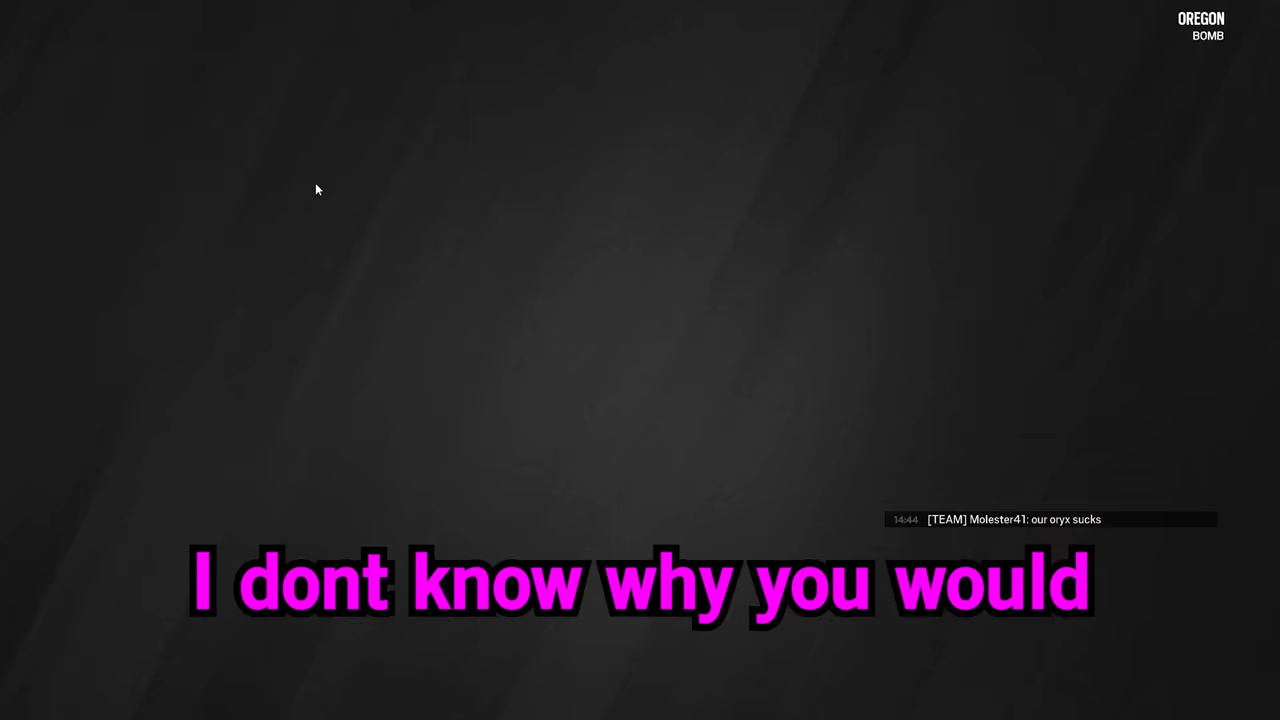 OREGON
BOMB
14:44 [TEAM] Molester41: our oryx sucks
I dont know why you would